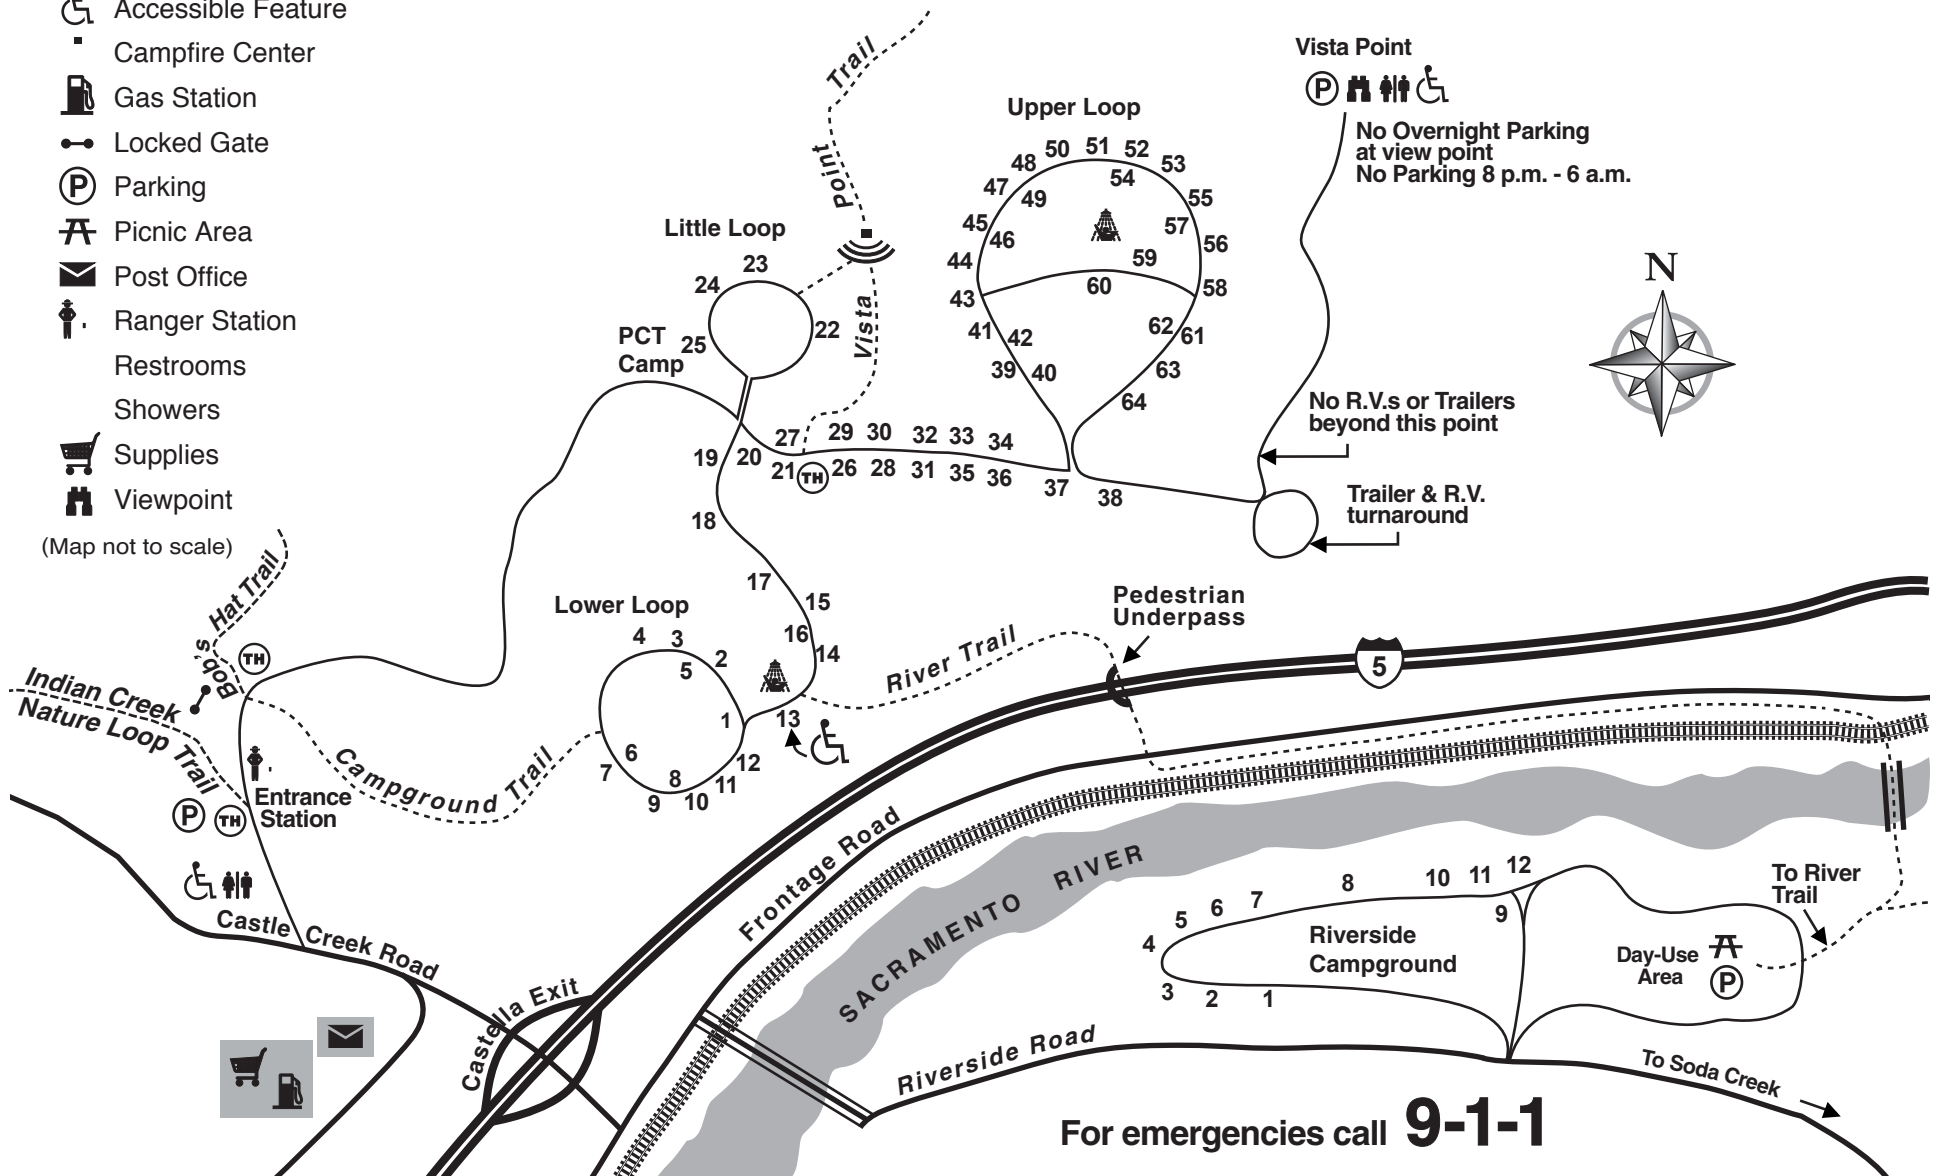 Accessible Feature
Campfire Center
Gas Station
Locked Gate
P Parking
Picnic Area
Post Office
Ranger Station
Restrooms
Showers
Supplies
Viewpoint
(Map not to scale)
Vista Point
P
No Overnight Parking
at view point
No Parking 8 p.m. - 6 a.m.
N
Upper Loop
50 51 52
48 53
54
47 49 55
45 57
46 56
44 59
43 60 58
41 42 62 61
39 40 63
64
Vista Point Trail
Little Loop
23
24
22
25
PCT
Camp
27 29 30 32 33 34
19 20
21 TH 26 28 31 35 36
37 38
18
17
15
16
14
No R.V.s or Trailers
beyond this point
Trailer & R.V.
turnaround
Lower Loop
4 3
5 2
1 13
6
7 12
8 11
9 10
River Trail
Pedestrian
Underpass
5
Bob's Hat Trail
TH
Indian Creek
Nature Loop Trail
Campground Trail
P TH
Entrance
Station
Castle Creek Road
Castella Exit
Frontage Road
SACRAMENTO RIVER
Riverside Road
8 10 11 12
5 6 7 9
4
3 2 1
Riverside
Campground
Day-Use
Area
P
To River
Trail
To Soda Creek
For emergencies call 9-1-1